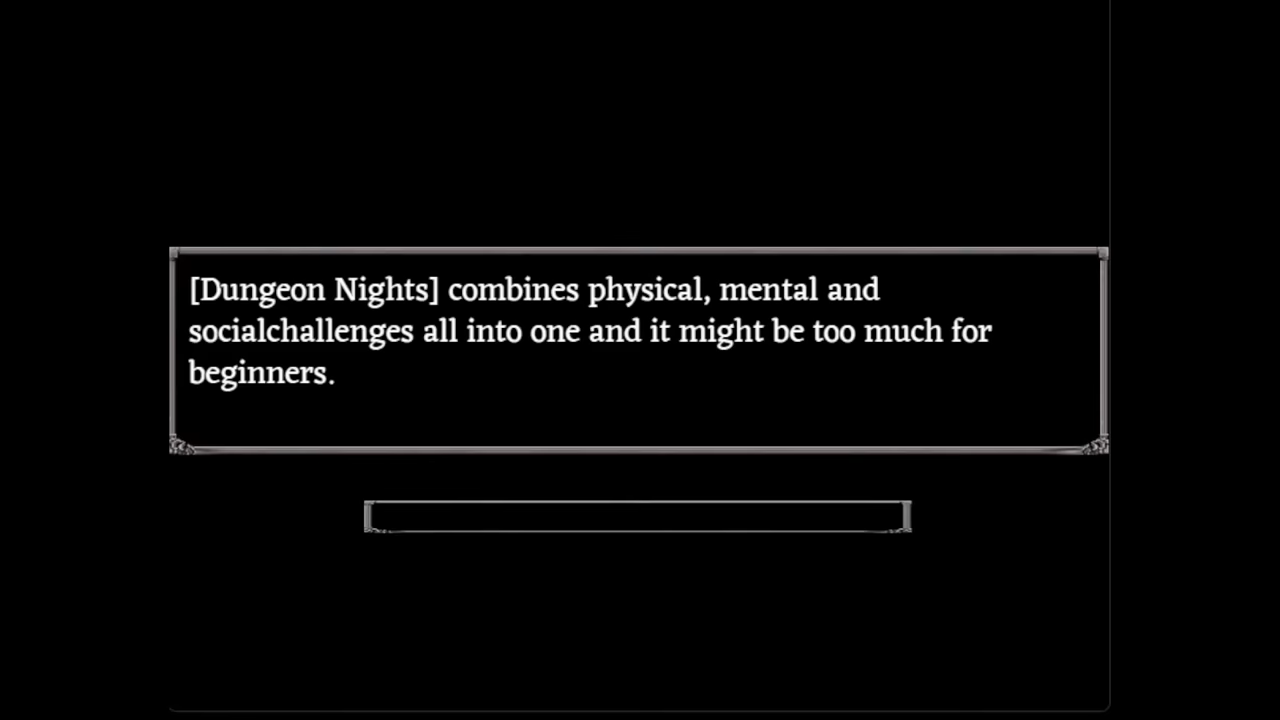 [Dungeon Nights] combines physical, mental and
socialchallenges all into one and it might be too much for
beginners.